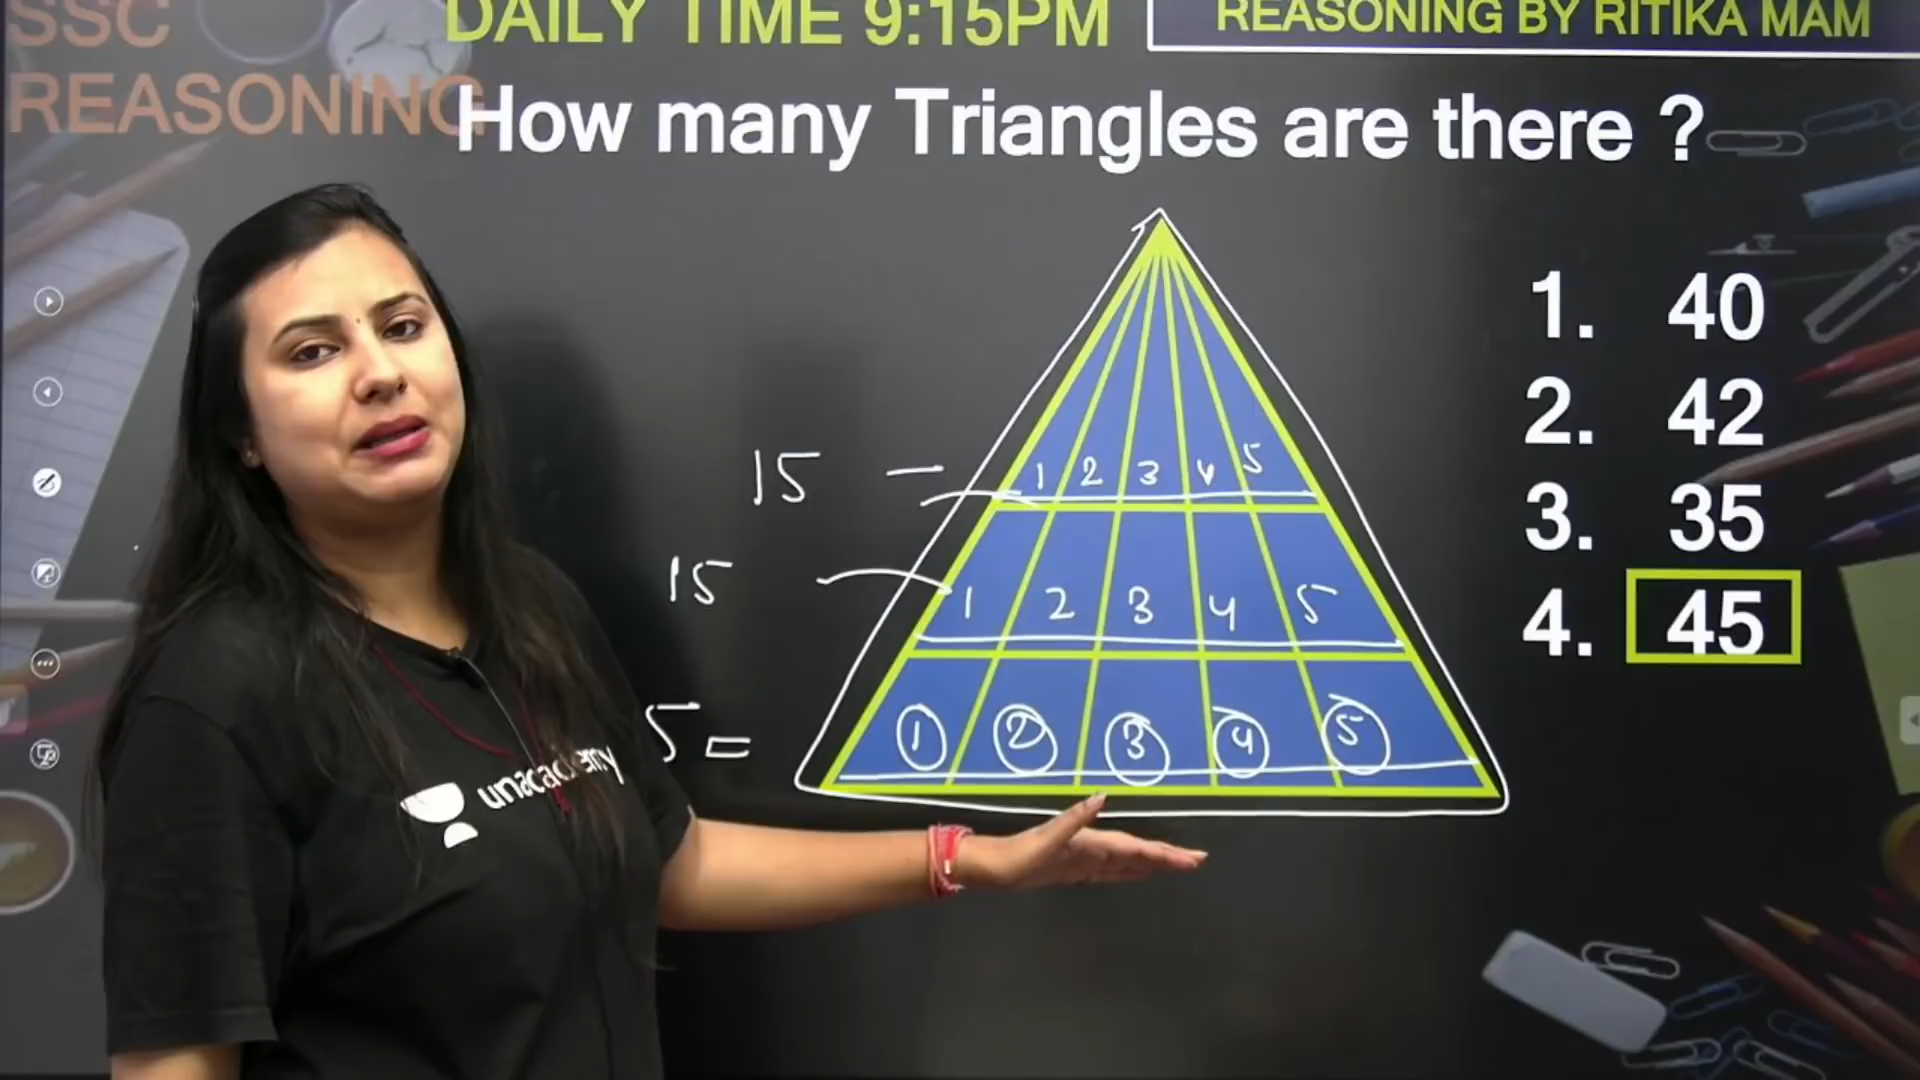 SSC
REASONING
DAILY TIME 9:15PM
REASONING BY RITIKA MAM
How many Triangles are there ?
1. 40
2. 42
3. 35
4. 45
15 —
1 2 3 4 5
15
1 2 3 4 5
5 =
1 2 3 4 5
unacademy